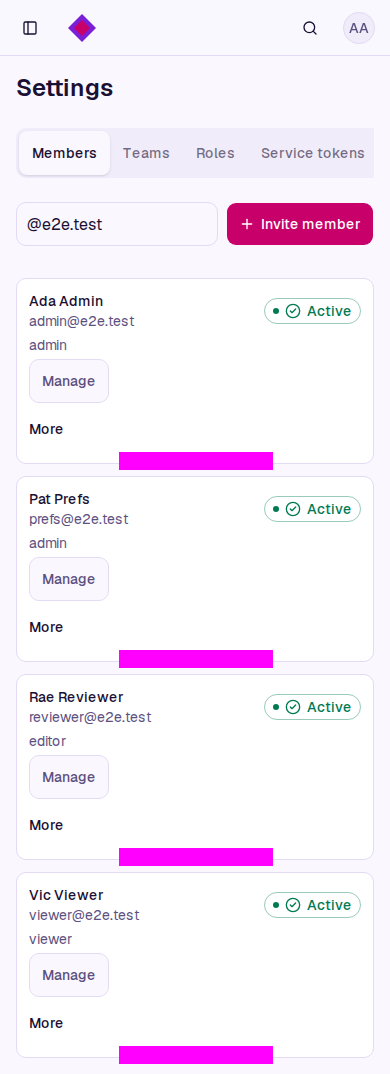 AA
Settings
Members
Teams
Roles
Service tokens
@e2e.test
+ Invite member
Ada Admin
admin@e2e.test
Active
admin
Manage
More
Pat Prefs
prefs@e2e.test
Active
admin
Manage
More
Rae Reviewer
reviewer@e2e.test
Active
editor
Manage
More
Vic Viewer
viewer@e2e.test
Active
viewer
Manage
More